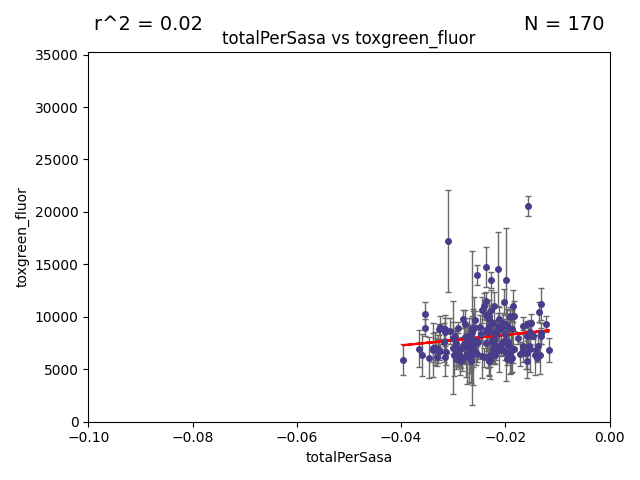 r^2 = 0.02
N = 170
totalPerSasa vs toxgreen_fluor
35000
30000
25000
20000
15000
10000
5000
0
toxgreen_fluor
−0.10
−0.08
−0.06
−0.04
−0.02
0.00
totalPerSasa